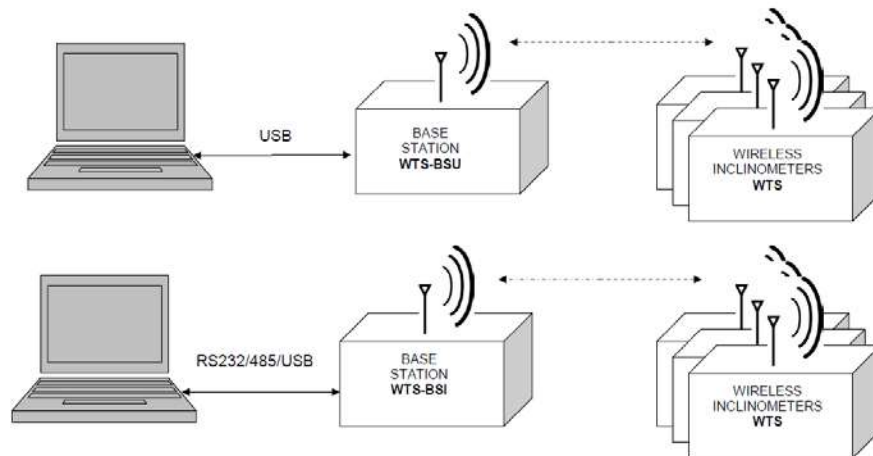 USB
BASE
STATION
WTS-BSU
WIRELESS
INCLINOMETERS
WTS
RS232/485/USB
BASE
STATION
WTS-BSI
WIRELESS
INCLINOMETERS
WTS